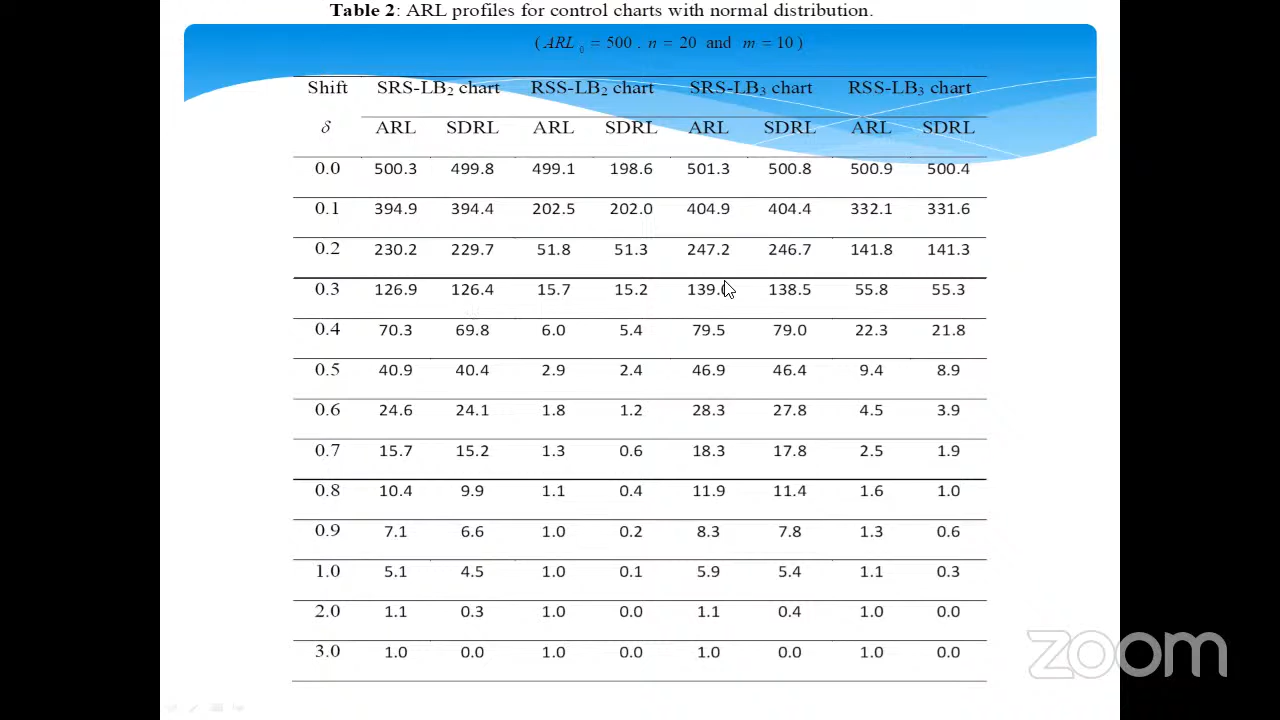 Table 2: ARL profiles for control charts with normal distribution.
( ARL 0 = 500 . n = 20 and m = 10 )
Shift SRS-LB2 chart RSS-LB2 chart SRS-LB3 chart RSS-LB3 chart
δ ARL SDRL ARL SDRL ARL SDRL ARL SDRL
0.0 500.3 499.8 499.1 198.6 501.3 500.8 500.9 500.4
0.1 394.9 394.4 202.5 202.0 404.9 404.4 332.1 331.6
0.2 230.2 229.7 51.8 51.3 247.2 246.7 141.8 141.3
0.3 126.9 126.4 15.7 15.2 138.5 55.8 55.3
0.4 70.3 69.8 6.0 5.4 79.5 79.0 22.3 21.8
0.5 40.9 40.4 2.9 2.4 46.9 46.4 9.4 8.9
0.6 24.6 24.1 1.8 1.2 28.3 27.8 4.5 3.9
0.7 15.7 15.2 1.3 0.6 18.3 17.8 2.5 1.9
0.8 10.4 9.9 1.1 0.4 11.9 11.4 1.6 1.0
0.9 7.1 6.6 1.0 0.2 8.3 7.8 1.3 0.6
1.0 5.1 4.5 1.0 0.1 5.9 5.4 1.1 0.3
2.0 1.1 0.3 1.0 0.0 1.1 0.4 1.0 0.0
3.0 1.0 0.0 1.0 0.0 1.0 0.0 1.0 0.0
zoom